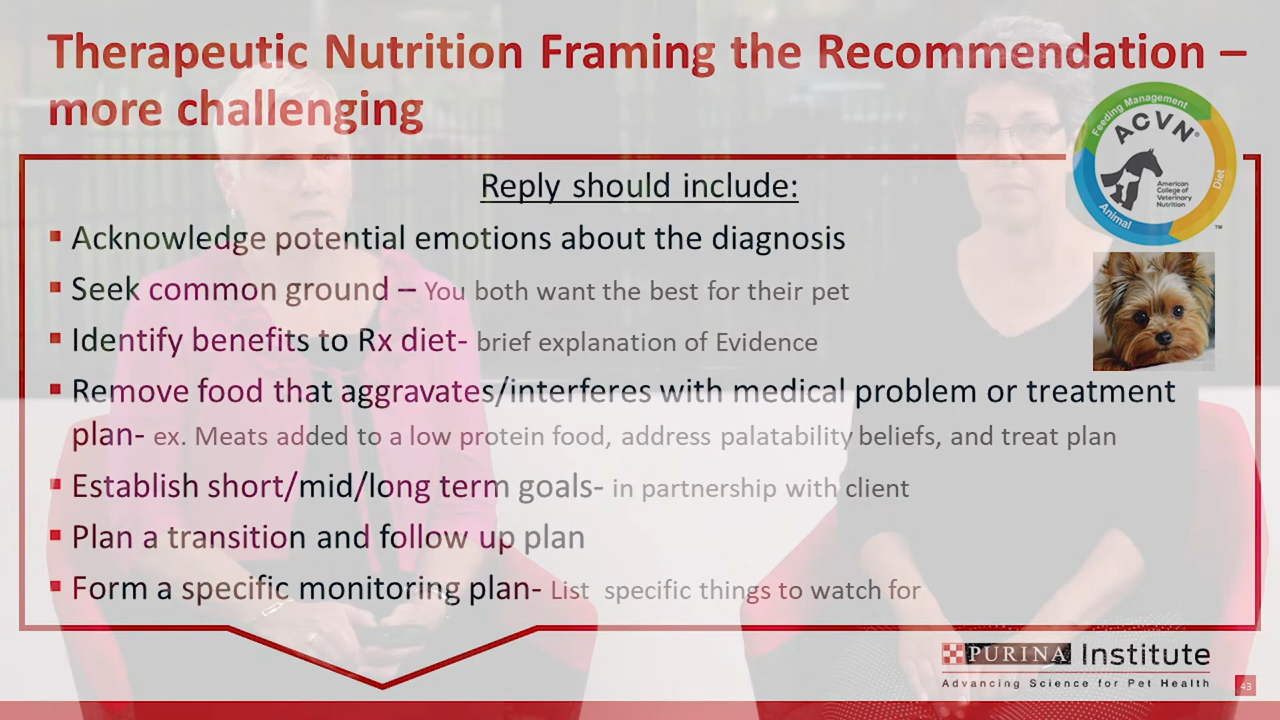 Therapeutic Nutrition Framing the Recommendation –
more challenging
Reply should include:
Acknowledge potential emotions about the diagnosis
Seek common ground – You both want the best for their pet
Identify benefits to Rx diet- brief explanation of Evidence
Remove food that aggravates/interferes with medical problem or treatment
plan- ex. Meats added to a low protein food, address palatability beliefs, and treat plan
Establish short/mid/long term goals- in partnership with client
Plan a transition and follow up plan
Form a specific monitoring plan- List specific things to watch for
Feeding Management
ACVN®
Diet
American
College of
Veterinary
Nutrition
Animal
TM
PURINA Institute
Advancing Science for Pet Health
43